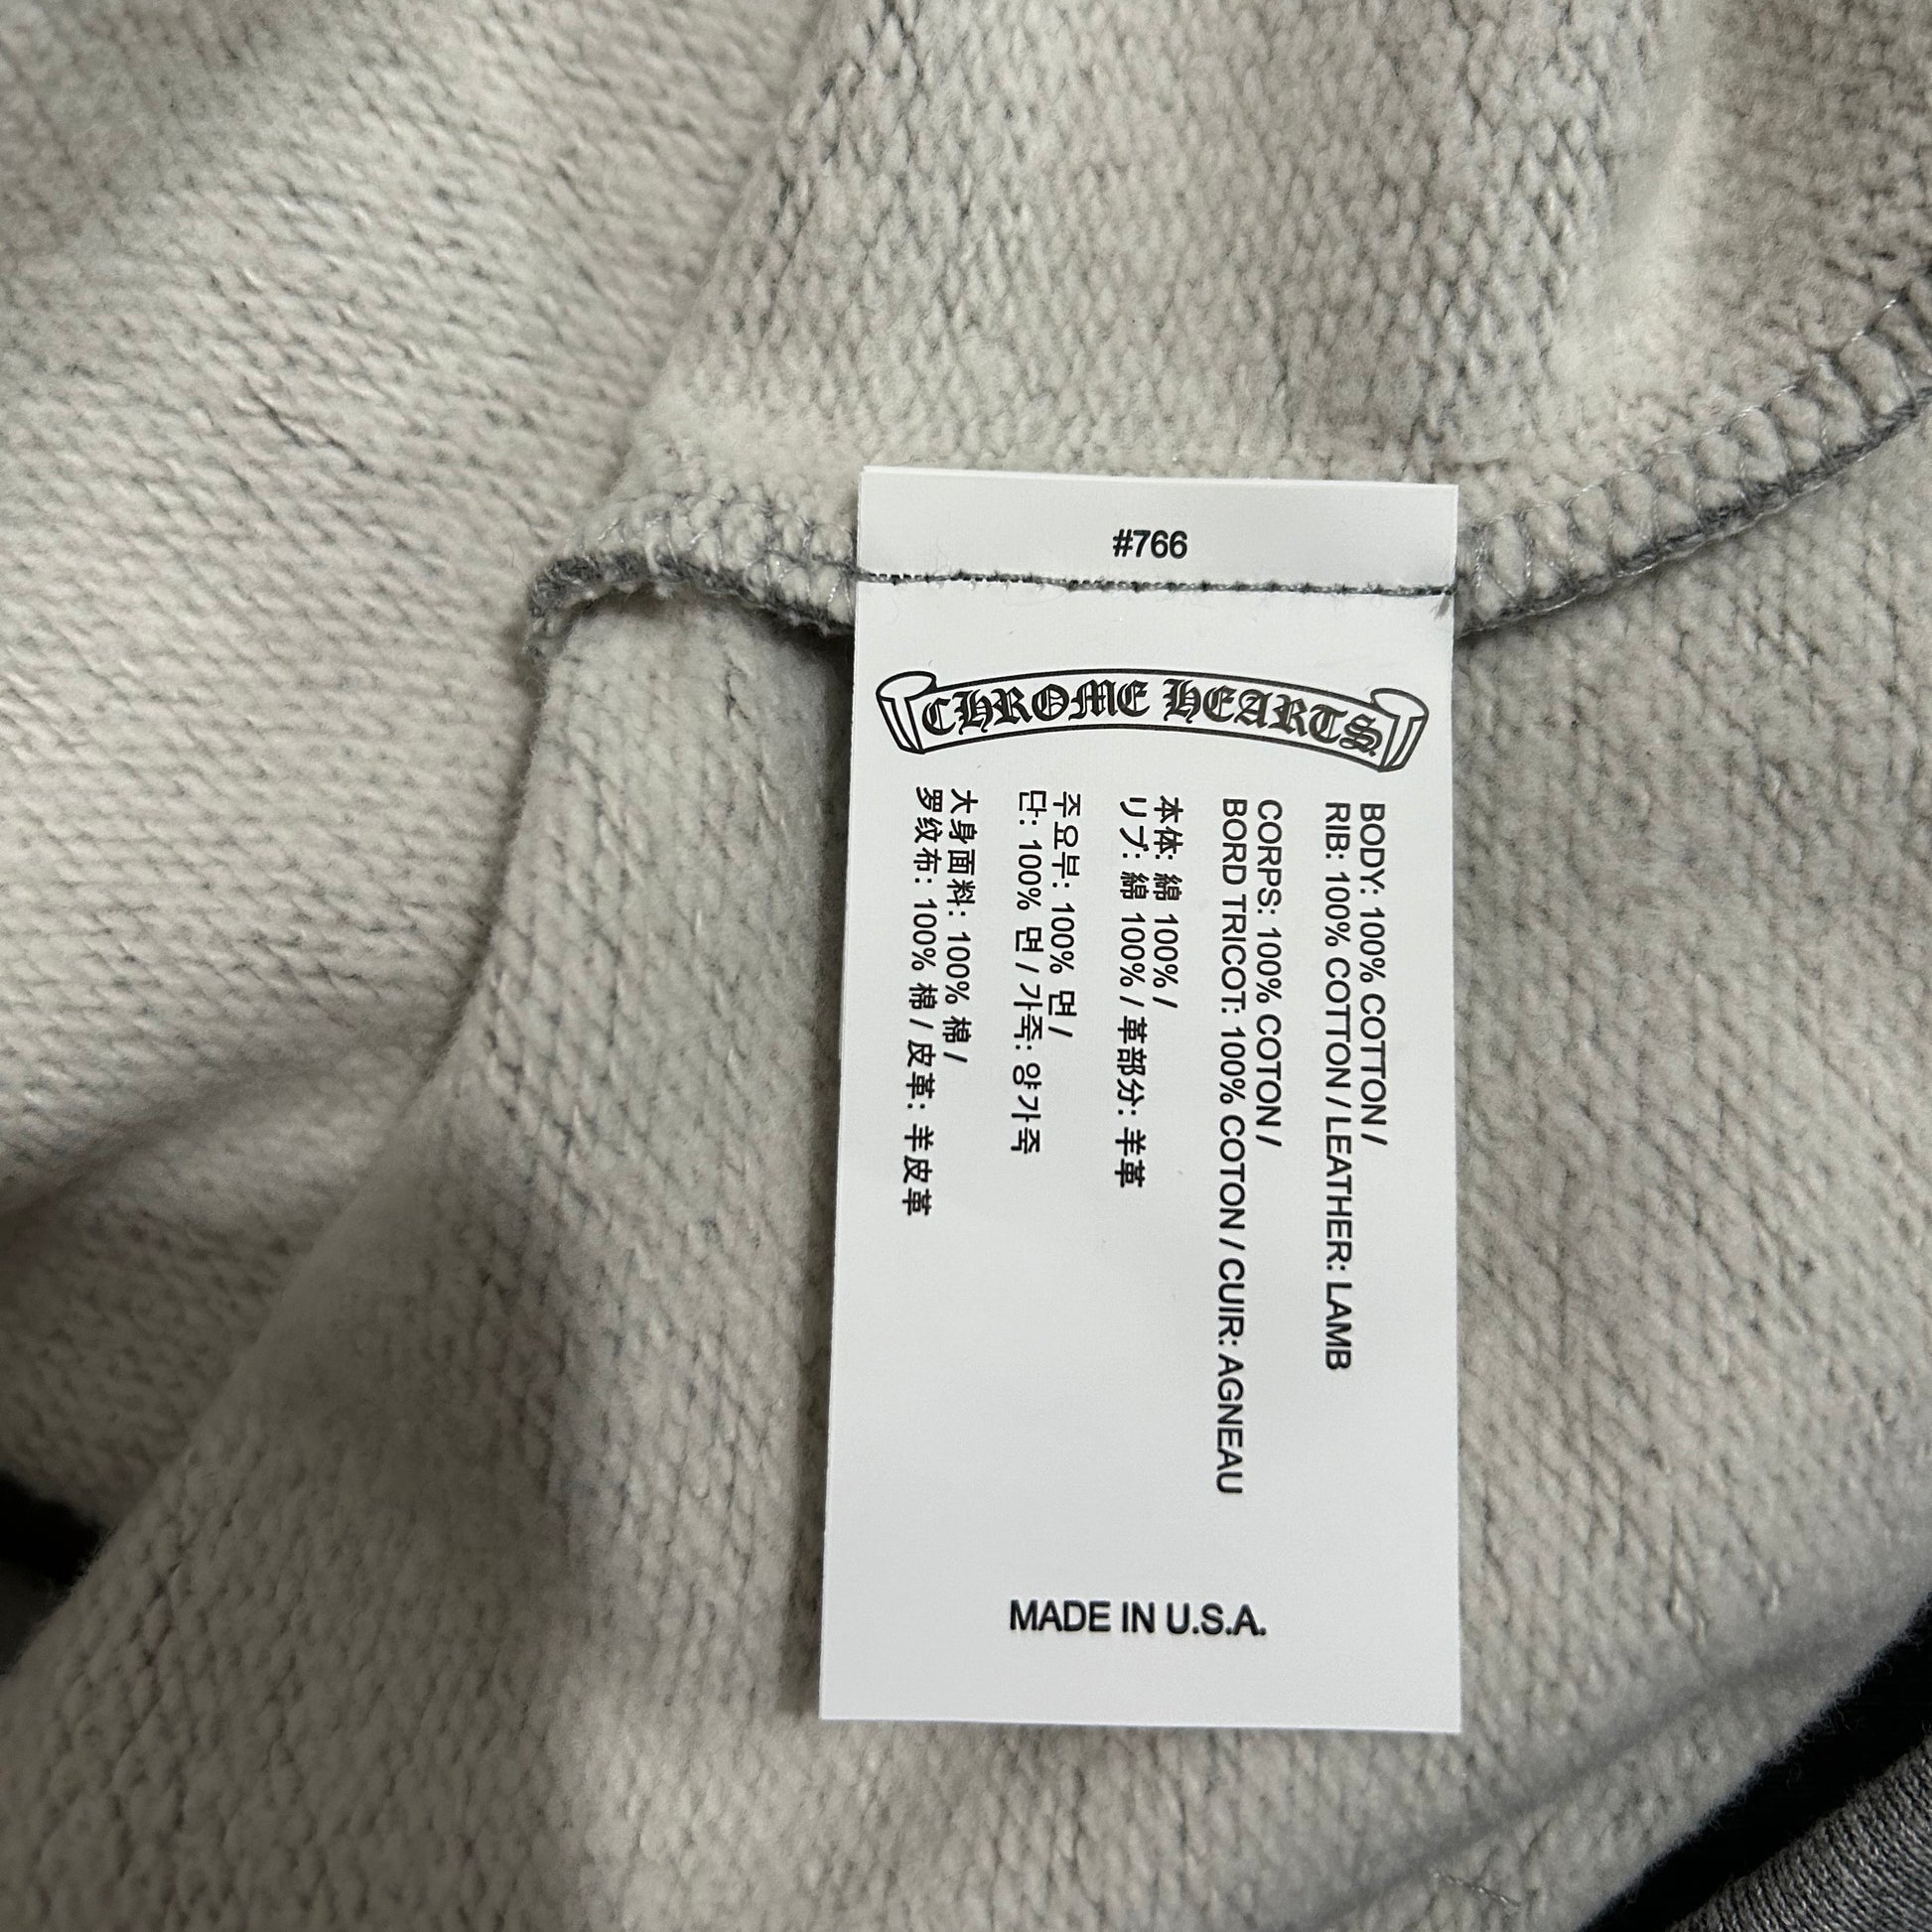 #766
CHROME HEARTS
BODY: 100% COTTON /
RIB: 100% COTTON / LEATHER: LAMB
CORPS: 100% COTON /
BORD TRICOT: 100% COTON / CUIR: AGNEAU
本体: 綿 100% /
リブ: 綿 100% / 革部分: 羊革
주요부: 100% 면 /
단: 100% 면 / 가죽: 양가죽
大身面料: 100% 棉 /
罗纹布: 100% 棉 / 皮革: 羊皮革
MADE IN U.S.A.